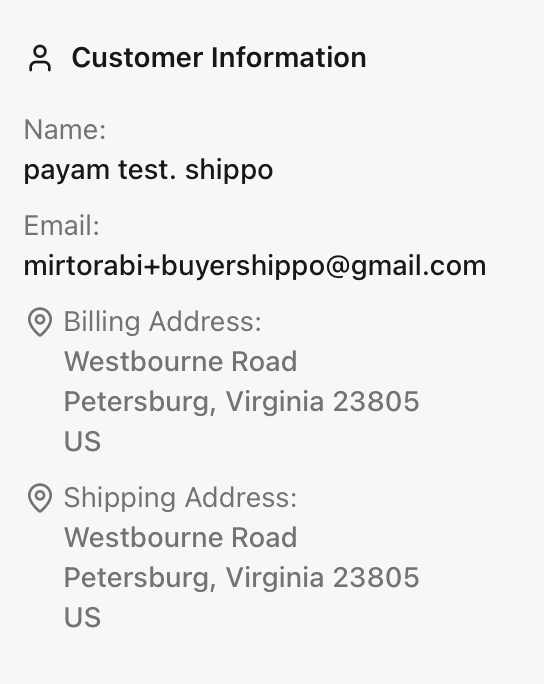 Customer Information
Name:
payam test. shippo
Email:
mirtorabi+buyershippo@gmail.com
Billing Address:
Westbourne Road
Petersburg, Virginia 23805
US
Shipping Address:
Westbourne Road
Petersburg, Virginia 23805
US